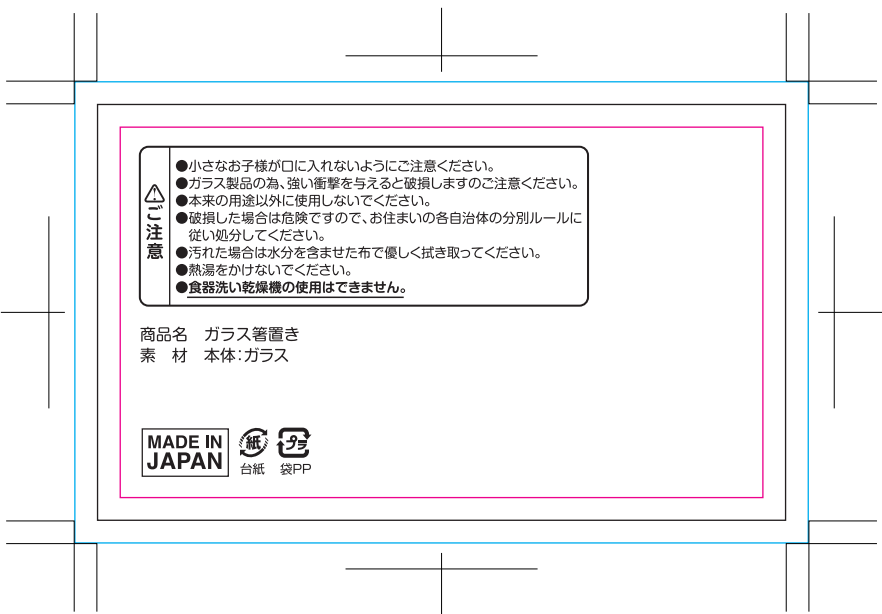 ⚠ご注意
●小さなお子様が口に入れないようにご注意ください。
●ガラス製品の為、強い衝撃を与えると破損しますのご注意ください。
●本来の用途以外に使用しないでください。
●破損した場合は危険ですので、お住まいの各自治体の分別ルールに
従い処分してください。
●汚れた場合は水分を含ませた布で優しく拭き取ってください。
●熱湯をかけないでください。
●食器洗い乾燥機の使用はできません。
商品名 ガラス箸置き
素 材 本体:ガラス
MADE IN
JAPAN
紙 プラ
台紙 袋PP